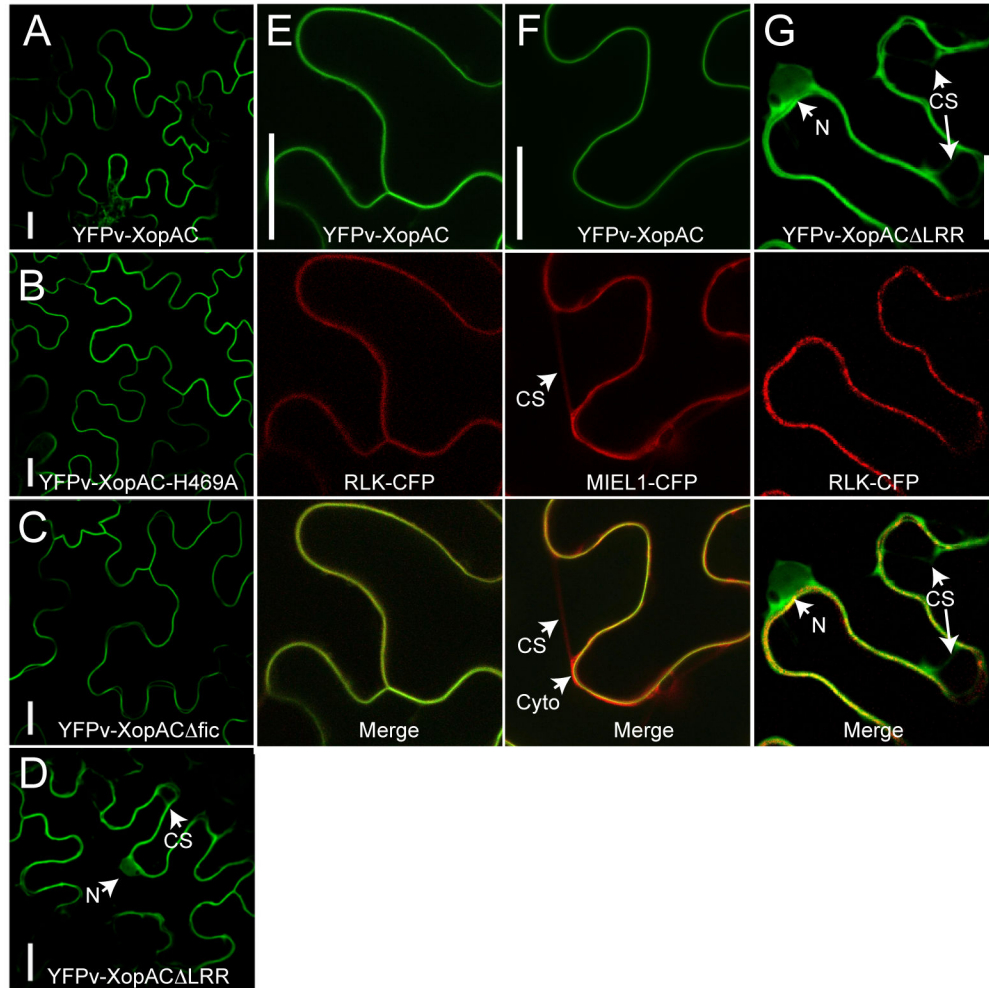 A
YFPv-XopAC
E
YFPv-XopAC
F
YFPv-XopAC
G
N
CS
YFPv-XopACΔLRR
B
YFPv-XopAC-H469A
RLK-CFP
CS
MIEL1-CFP
RLK-CFP
C
YFPv-XopACΔfic
Merge
CS
Cyto
Merge
CS
N
Merge
D
CS
N
YFPv-XopACΔLRR